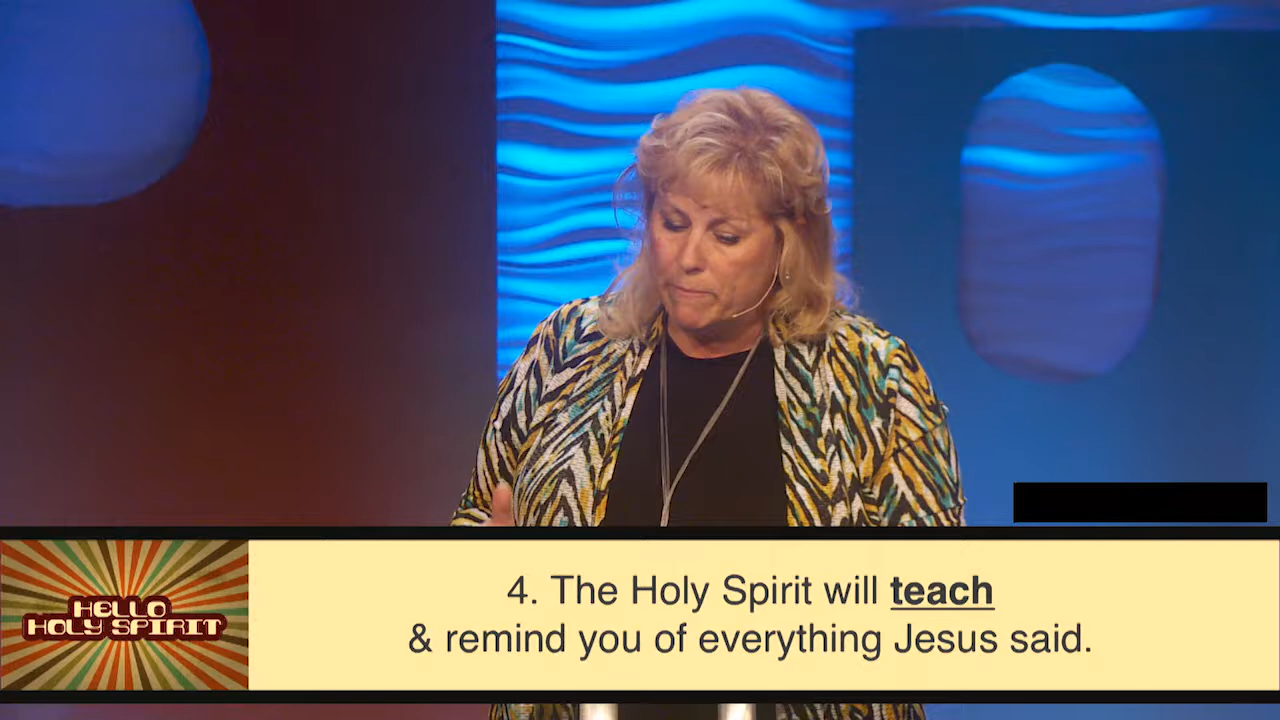 HELLO
HOLY SPIRIT
4. The Holy Spirit will teach
& remind you of everything Jesus said.